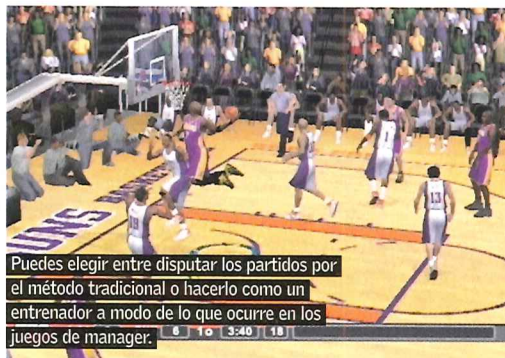 SUNS
13
Puedes elegir entre disputar los partidos por
el método tradicional o hacerlo como un
entrenador a modo de lo que ocurre en los
juegos de manager.
6 1º 3:40 18